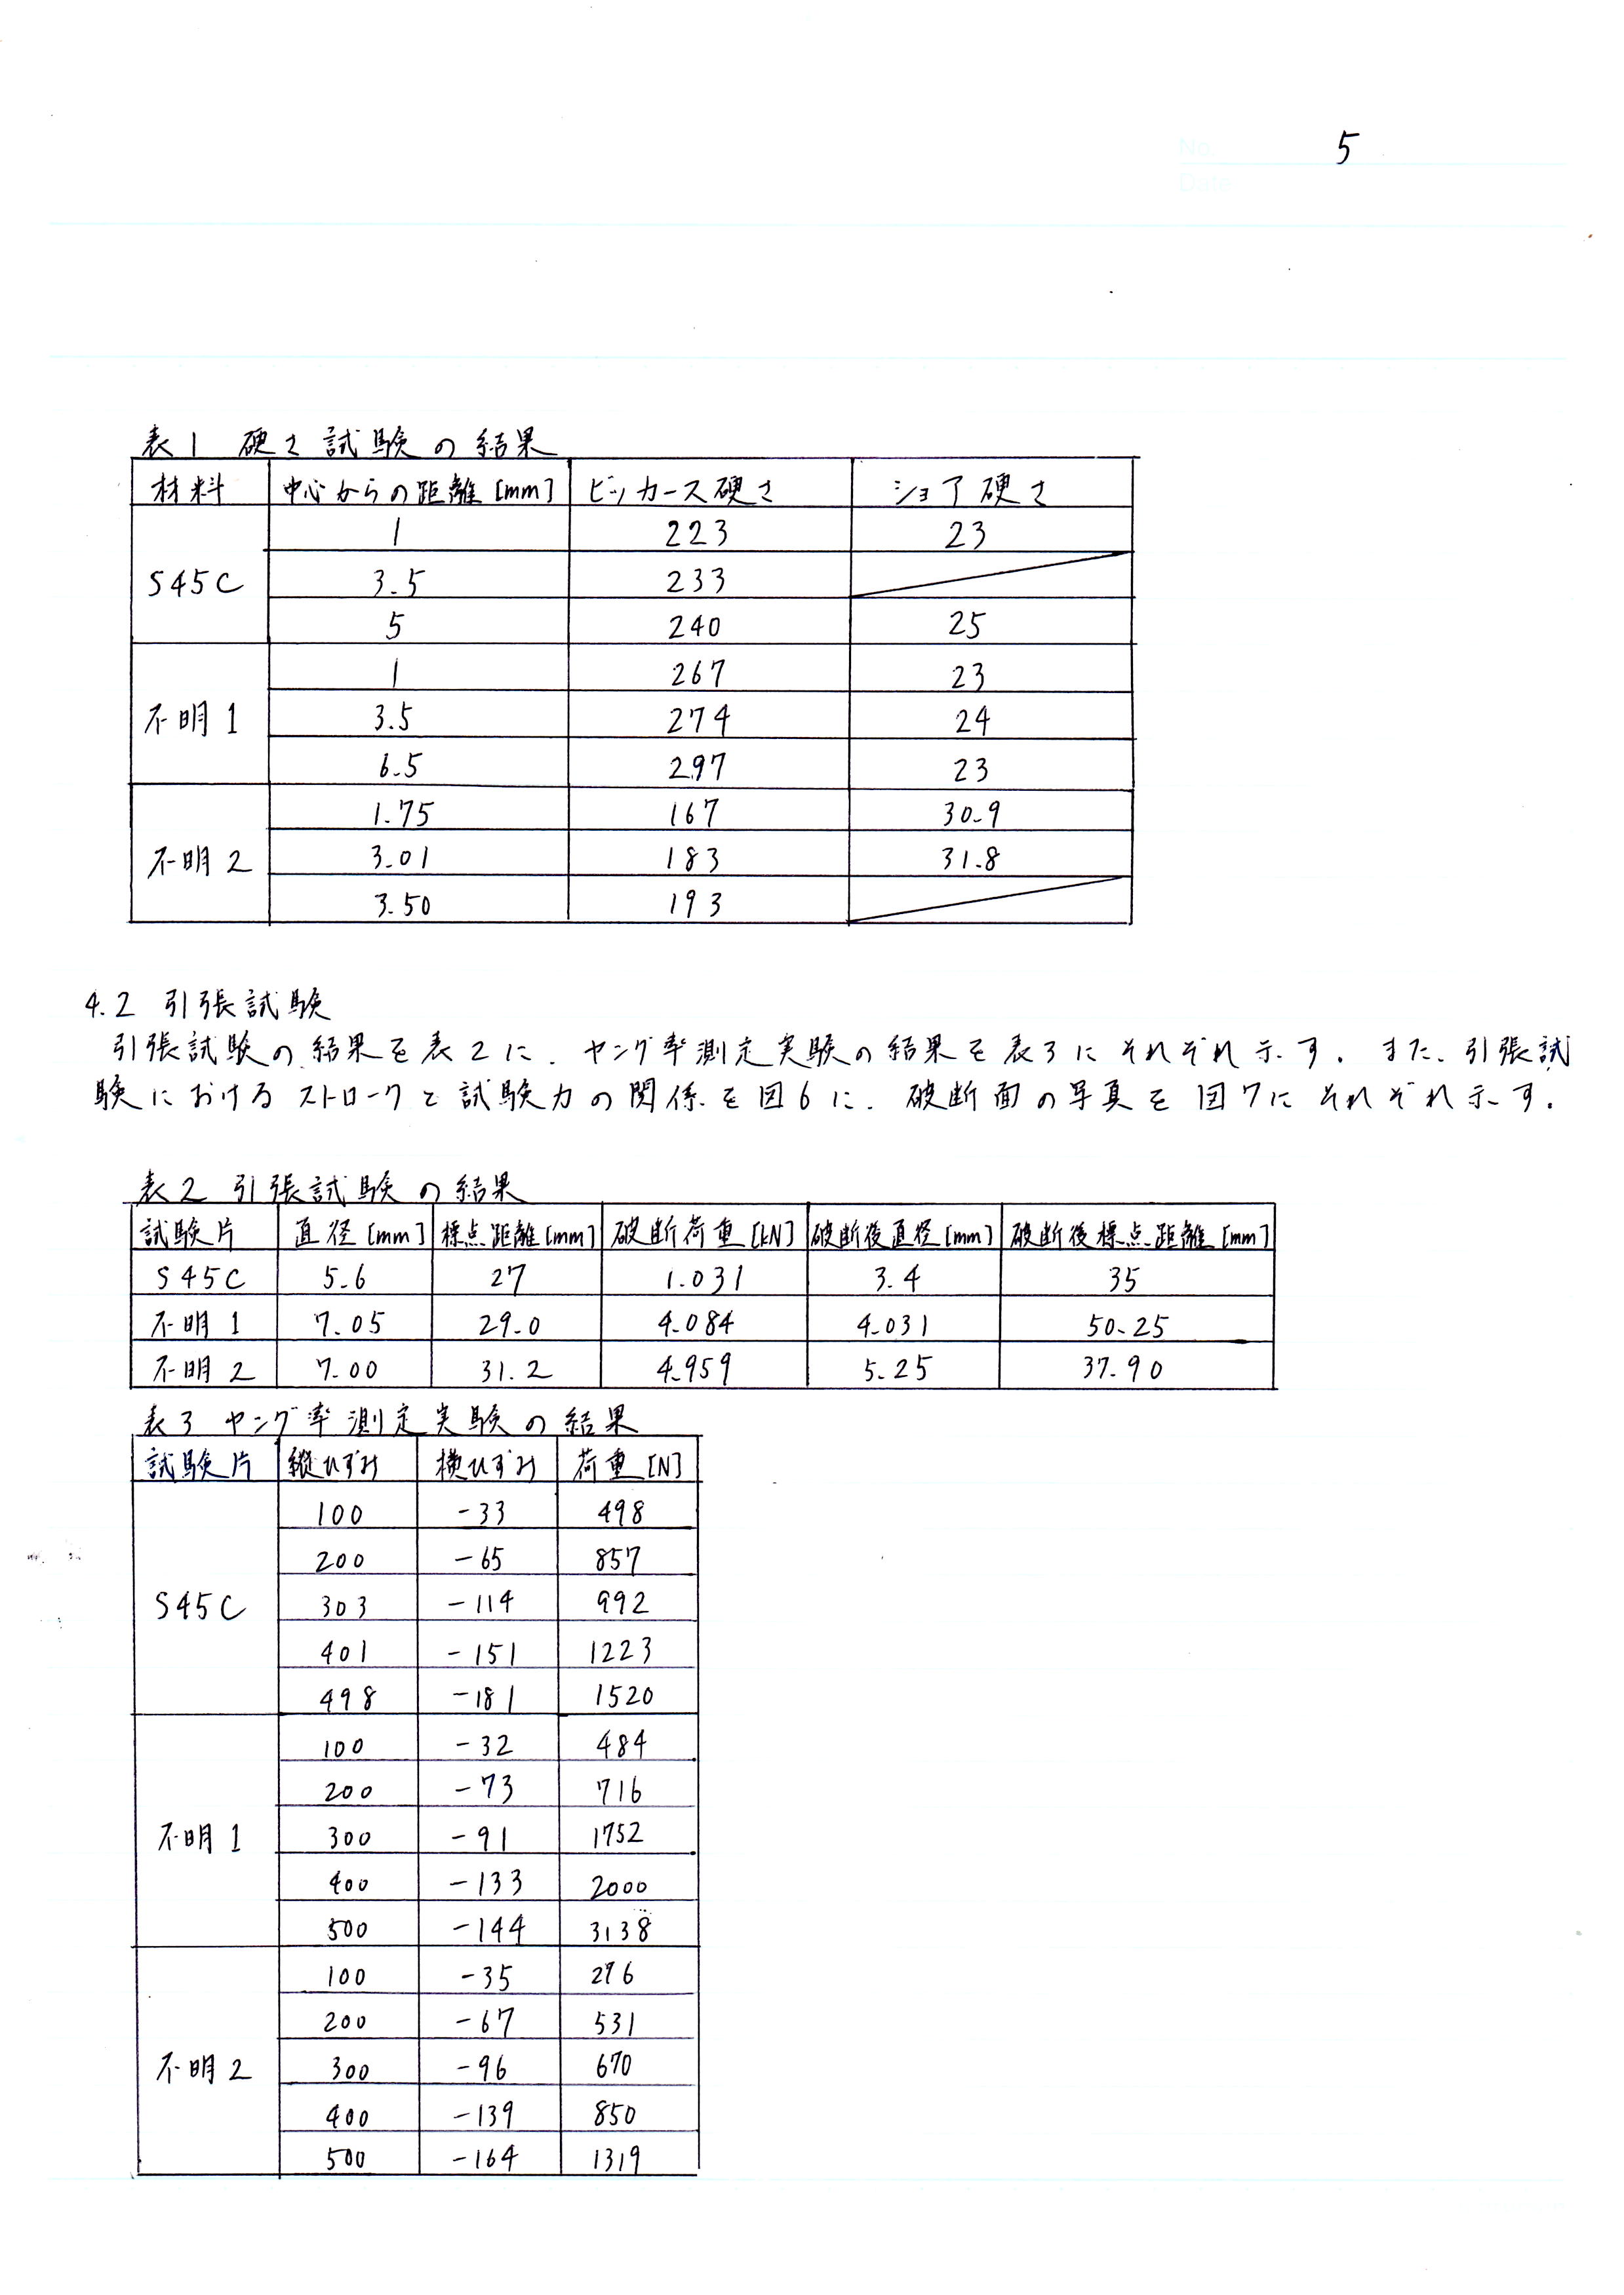 No. 5
Date
表1 硬さ試験の結果
材料 中心からの距離[mm] ビッカース硬さ ショア硬さ
S45C
1 223 23
3.5 233
5 240 25
不明1
1 267 23
3.5 274 24
6.5 297 23
不明2
1.75 167 30.9
3.01 183 31.8
3.50 193
4.2 引張試験
引張試験の結果を表2に、ヤング率測定実験の結果を表3にそれぞれ示す。また、引張試
験におけるストロークと試験力の関係を図6に、破断面の写真を図7にそれぞれ示す。
表2 引張試験の結果
試験片 直径[mm] 標点距離[mm] 破断荷重[kN] 破断後直径[mm] 破断後標点距離[mm]
S45C 5.6 27 1.031 3.4 35
不明1 7.05 29.0 4.084 4.031 50.25
不明2 7.00 31.2 4.959 5.25 37.90
表3 ヤング率測定実験の結果
試験片 縦ひずみ 横ひずみ 荷重[N]
S45C
100 -33 498
200 -65 857
303 -114 992
401 -151 1223
498 -181 1520
不明1
100 -32 484
200 -73 716
300 -91 1752
400 -133 2000
500 -144 3138
不明2
100 -35 276
200 -67 531
300 -96 670
400 -139 850
500 -164 1319